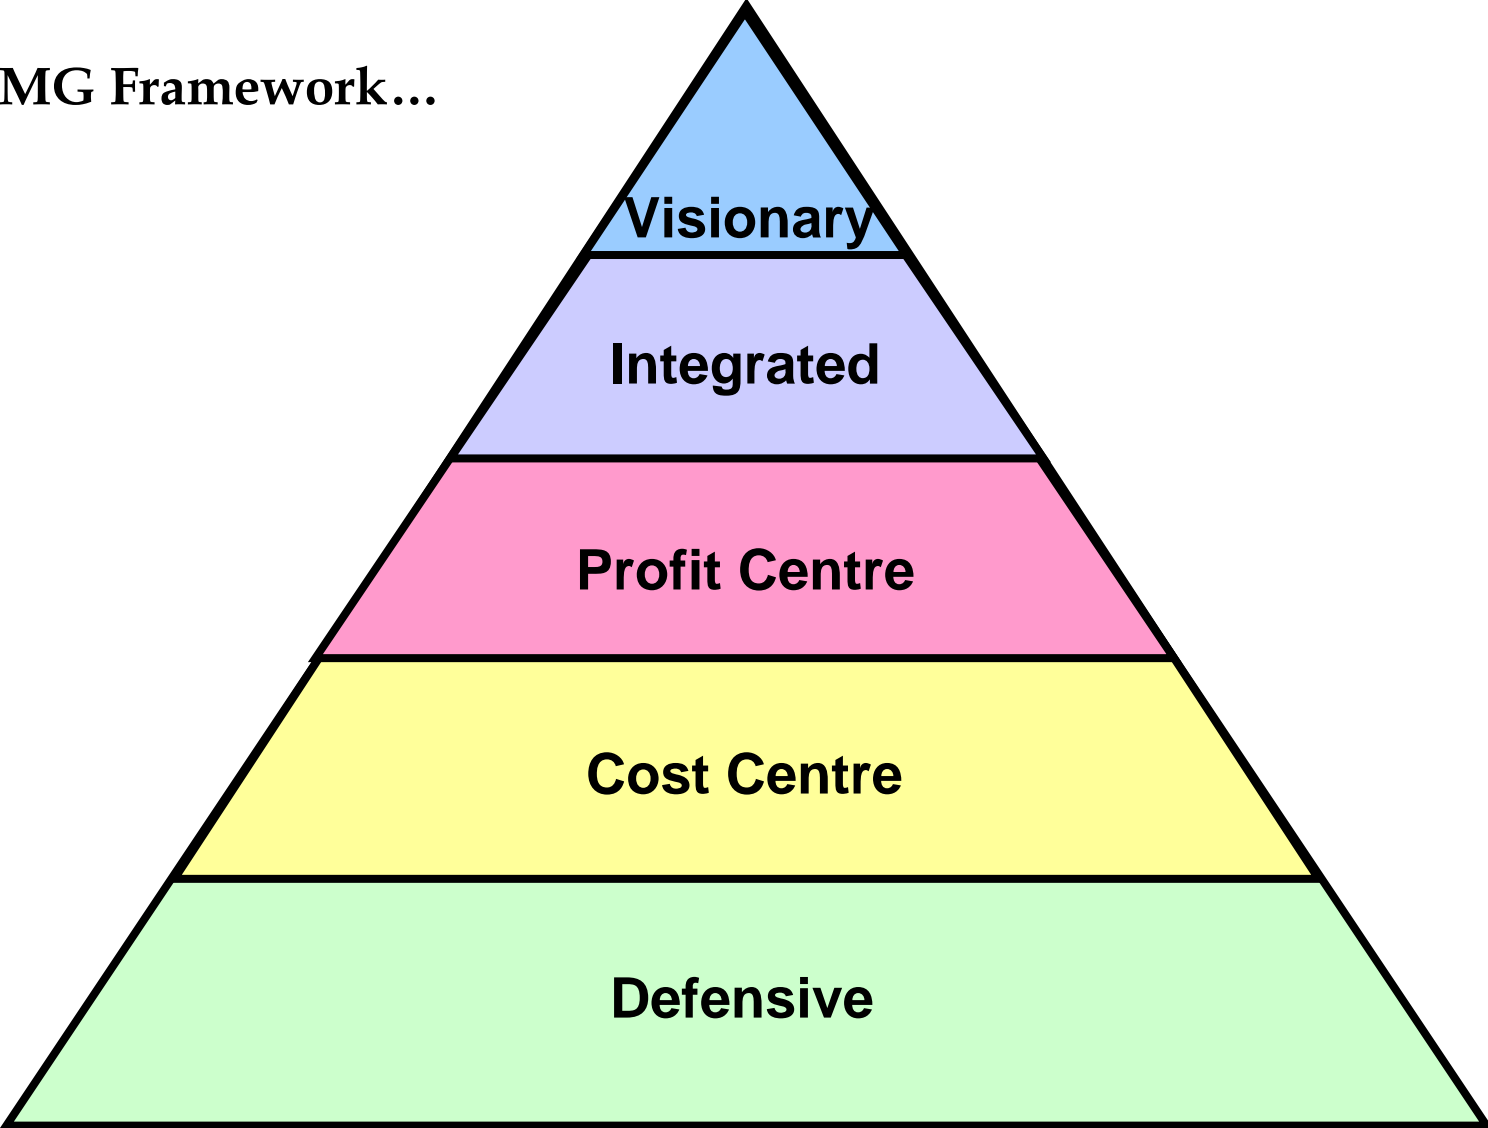 MG Framework…
Visionary
Integrated
Profit Centre
Cost Centre
Defensive